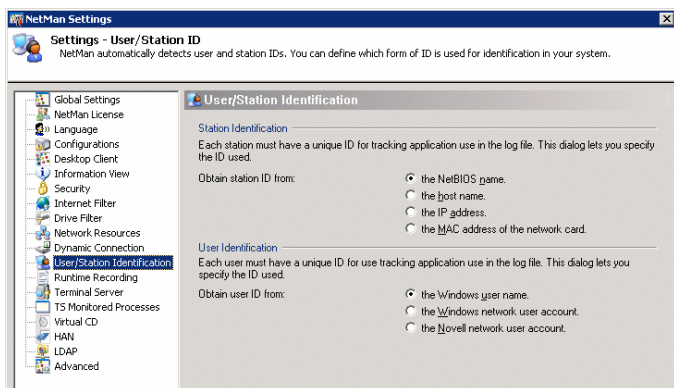 NetMan Settings
Settings - User/Station ID
NetMan automatically detects user and station IDs. You can define which form of ID is used for identification in your system.
Global Settings
NetMan License
Language
Configurations
Desktop Client
Information View
Security
Internet Filter
Drive Filter
Network Resources
Dynamic Connection
User/Station Identification
Runtime Recording
Terminal Server
TS Monitored Processes
Virtual CD
HAN
LDAP
Advanced
User/Station Identification
Station Identification
Each station must have a unique ID for tracking application use in the log file. This dialog lets you specify
the ID used.
Obtain station ID from:
the NetBIOS name.
the host name.
the IP address.
the MAC address of the network card.
User Identification
Each user must have a unique ID for use tracking application use in the log file. This dialog lets you
specify the ID used.
Obtain user ID from:
the Windows user name.
the Windows network user account.
the Novell network user account.